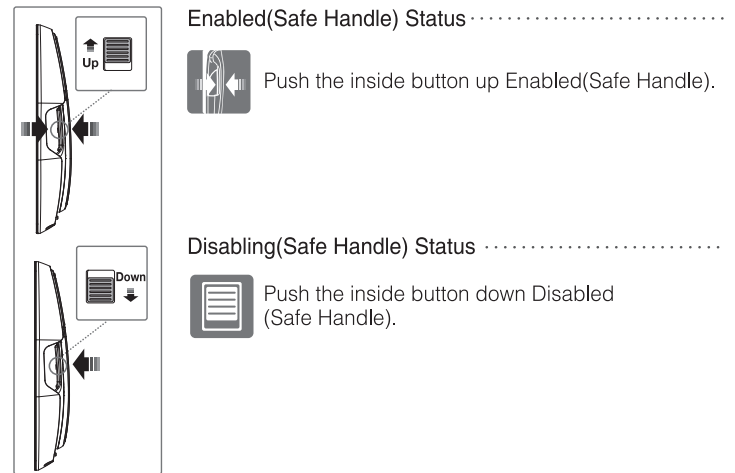 Enabled(Safe Handle) Status
Up
Push the inside button up Enabled(Safe Handle).
Disabling(Safe Handle) Status
Down
Push the inside button down Disabled
(Safe Handle).